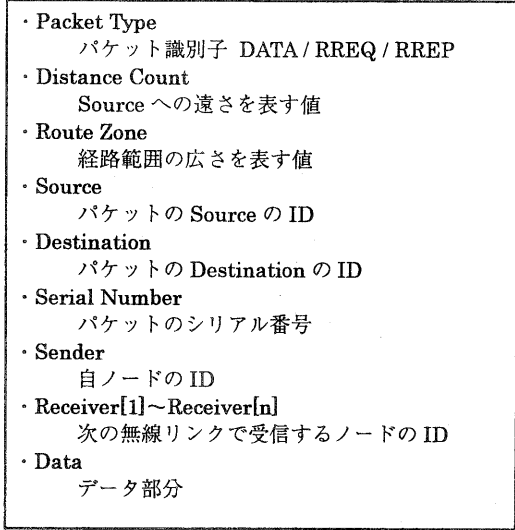 ・Packet Type
パケット識別子 DATA / RREQ / RREP
・Distance Count
Source への遠さを表す値
・Route Zone
経路範囲の広さを表す値
・Source
パケットの Source の ID
・Destination
パケットの Destination の ID
・Serial Number
パケットのシリアル番号
・Sender
自ノードの ID
・Receiver[1]～Receiver[n]
次の無線リンクで受信するノードの ID
・Data
データ部分